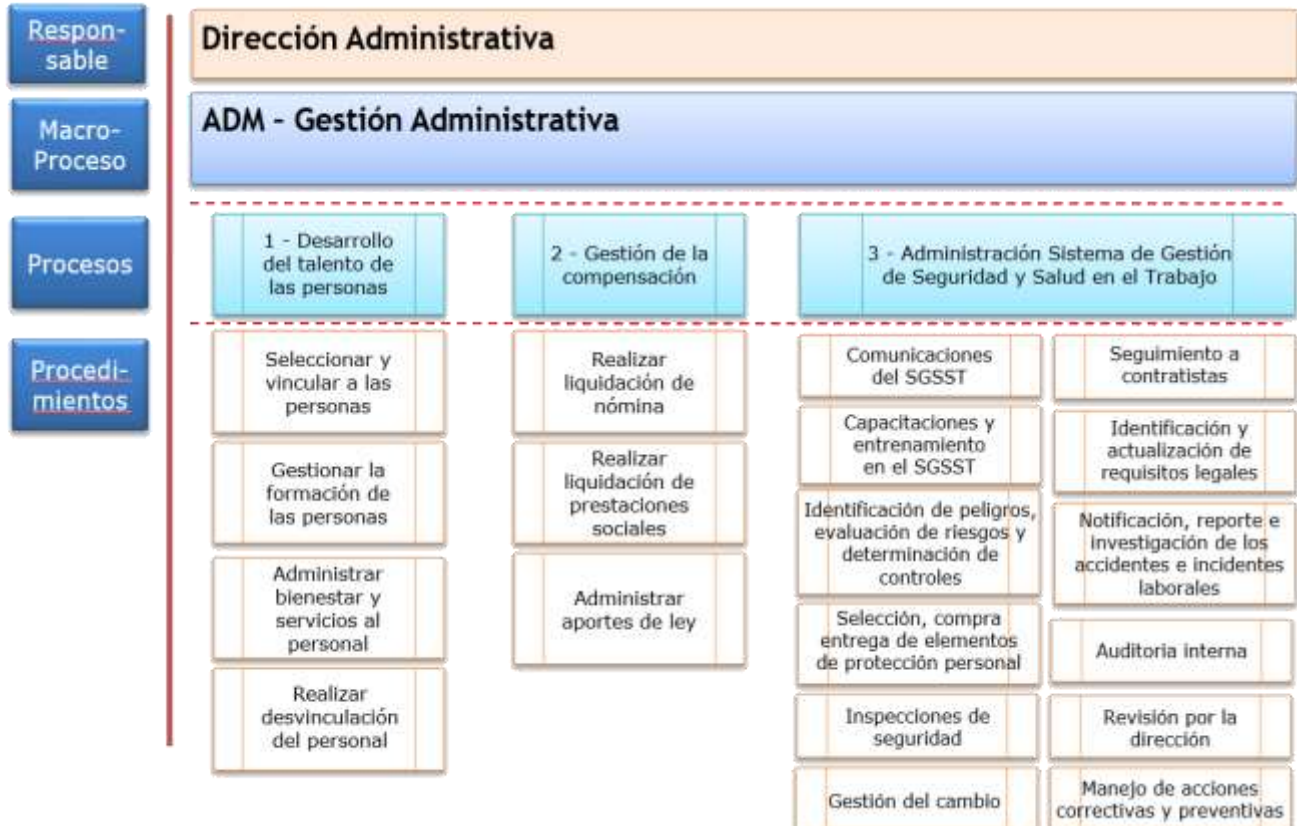 Respon-
sable
Dirección Administrativa
Macro-
Proceso
ADM - Gestión Administrativa
Procesos
1 - Desarrollo
del talento de
las personas
2 - Gestión de la
compensación
3 - Administración Sistema de Gestión
de Seguridad y Salud en el Trabajo
Procedi-
mientos
Seleccionar y
vincular a las
personas
Gestionar la
formación de
las personas
Administrar
bienestar y
servicios al
personal
Realizar
desvinculación
del personal
Realizar
liquidación de
nómina
Realizar
liquidación de
prestaciones
sociales
Administrar
aportes de ley
Comunicaciones
del SGSST
Capacitaciones y
entrenamiento
en el SGSST
Identificación de peligros,
evaluación de riesgos y
determinación de
controles
Selección, compra
entrega de elementos
de protección personal
Inspecciones de
seguridad
Gestión del cambio
Seguimiento a
contratistas
Identificación y
actualización de
requisitos legales
Notificación, reporte e
investigación de los
accidentes e incidentes
laborales
Auditoria interna
Revisión por la
dirección
Manejo de acciones
correctivas y preventivas